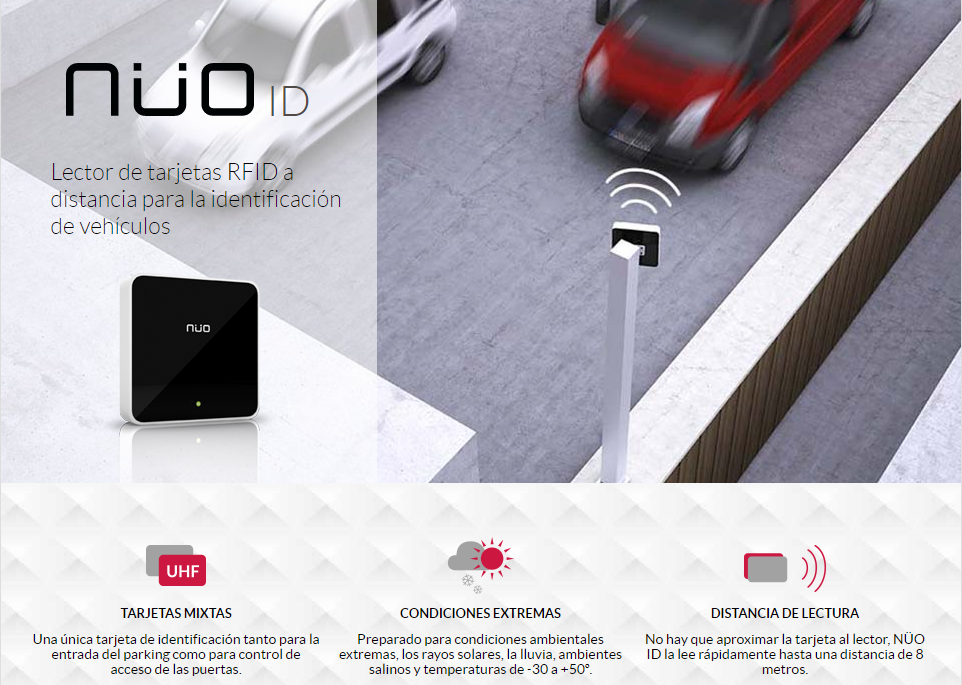 nüo ID
Lector de tarjetas RFID a
distancia para la identificación
de vehículos
nüo
UHF
TARJETAS MIXTAS
Una única tarjeta de identificación tanto para la
entrada del parking como para control de
acceso de las puertas.
CONDICIONES EXTREMAS
Preparado para condiciones ambientales
extremas, los rayos solares, la lluvia, ambientes
salinos y temperaturas de -30 a +50º.
DISTANCIA DE LECTURA
No hay que aproximar la tarjeta al lector, NÜO
ID la lee rápidamente hasta una distancia de 8
metros.